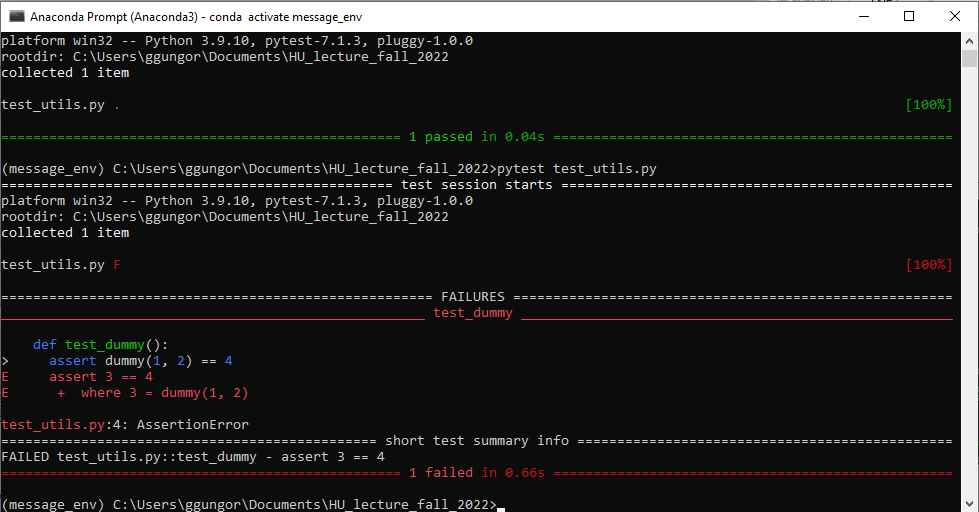 Anaconda Prompt (Anaconda3) - conda  activate message_env
platform win32 -- Python 3.9.10, pytest-7.1.3, pluggy-1.0.0
rootdir: C:\Users\ggungor\Documents\HU_lecture_fall_2022
collected 1 item
test_utils.py . [100%]
================================================== 1 passed in 0.04s ==================================================
(message_env) C:\Users\ggungor\Documents\HU_lecture_fall_2022>pytest test_utils.py
================================================= test session starts =================================================
platform win32 -- Python 3.9.10, pytest-7.1.3, pluggy-1.0.0
rootdir: C:\Users\ggungor\Documents\HU_lecture_fall_2022
collected 1 item
test_utils.py F [100%]
====================================================== FAILURES =======================================================
_____________________________________________________ test_dummy ______________________________________________________
    def test_dummy():
>     assert dummy(1, 2) == 4
E     assert 3 == 4
E      +  where 3 = dummy(1, 2)
test_utils.py:4: AssertionError
=============================================== short test summary info ===============================================
FAILED test_utils.py::test_dummy - assert 3 == 4
================================================== 1 failed in 0.66s ==================================================
(message_env) C:\Users\ggungor\Documents\HU_lecture_fall_2022>